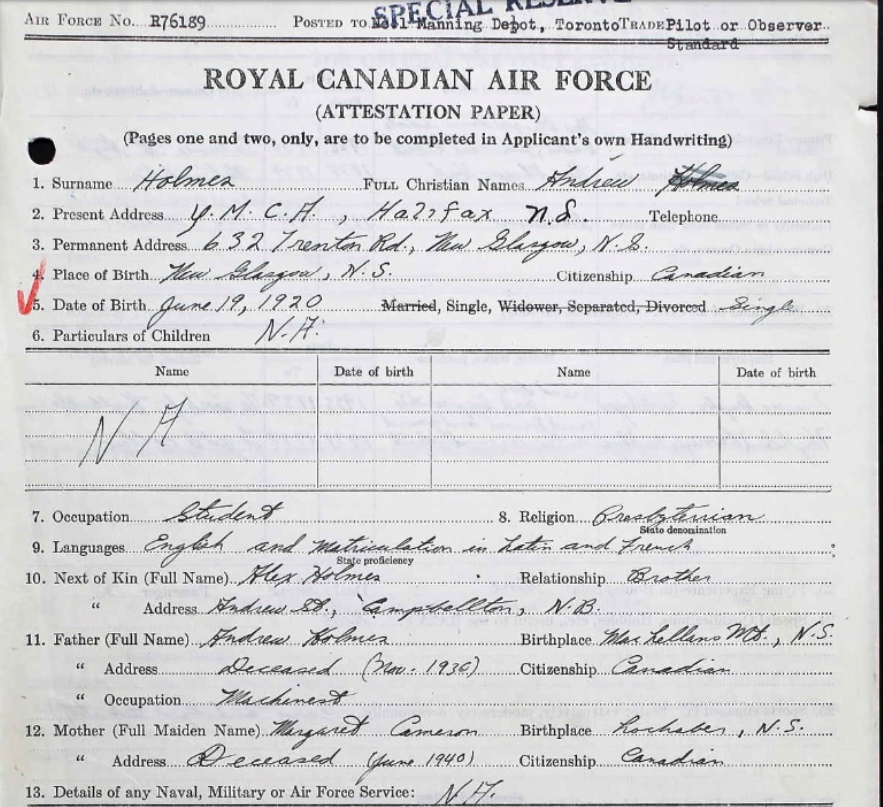 SPECIAL RESERVE
AIR FORCE No. R76189 POSTED TO No.1 Manning Depot, Toronto TRADE Pilot or Observer
Standard
ROYAL CANADIAN AIR FORCE
(ATTESTATION PAPER)
(Pages one and two, only, are to be completed in Applicant's own Handwriting)
1. Surname Holmes FULL Christian Names Andrew Holmes
2. Present Address Y.M.C.A., Halifax N.S. Telephone
3. Permanent Address 632 Trenton Rd., New Glasgow, N.S.
4. Place of Birth New Glasgow, N.S. Citizenship Canadian
5. Date of Birth June 19, 1920 Married, Single, Widower, Separated, Divorced Single
6. Particulars of Children N.A.
Name Date of birth Name Date of birth
N A
7. Occupation Student 8. Religion Presbyterian
State denomination
9. Languages English and Matriculation in Latin and French
State proficiency
10. Next of Kin (Full Name) Alex Holmes Relationship Brother
" Address Andrew St., Campbellton, N.B.
11. Father (Full Name) Andrew Holmes Birthplace Mt., N.S.
" Address Deceased (Nov. 1936) Citizenship Canadian
" Occupation Machinest
12. Mother (Full Maiden Name) Margaret Cameron Birthplace Lochaber, N.S.
" Address Deceased (June 1940) Citizenship Canadian
13. Details of any Naval, Military or Air Force Service: N.A.